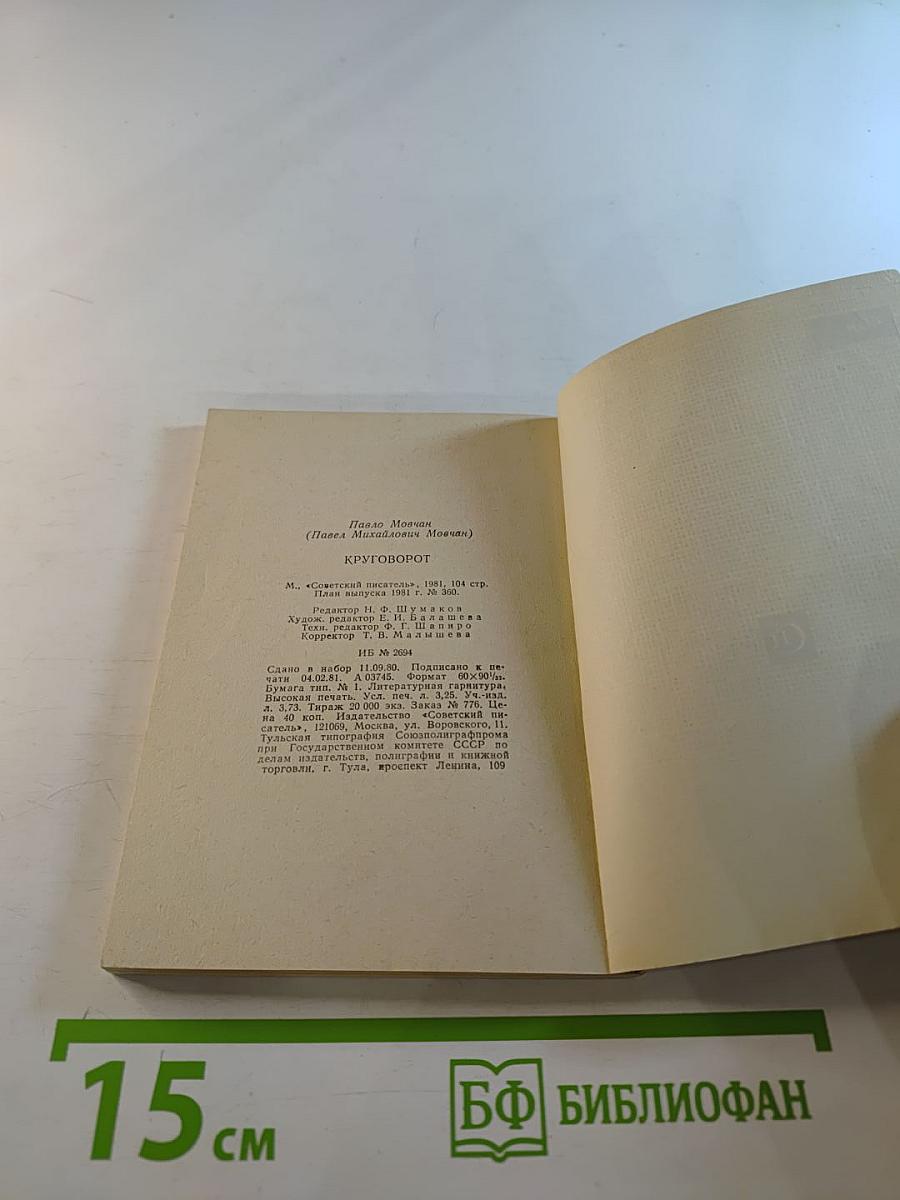 Павло Мовчан
(Павел Михайлович Мовчан)
КРУГОВОРОТ
М., «Советский писатель», 1981, 104 стр.
План выпуска 1981 г. № 360.
Редактор Н. Ф. Шумаков
Худож. редактор Е. И. Балашева
Техн. редактор Ф. Г. Шапиро
Корректор Т. В. Малышева
ИБ № 2694
Сдано в набор 11.09.80. Подписано к пе-
чати 04.02.81. А 03745. Формат 60×90¹/₃₂.
Бумага тип. № 1. Литературная гарнитура.
Высокая печать. Усл. печ. л. 3,25. Уч.-изд.
л. 3,73. Тираж 20 000 экз. Заказ № 776. Це-
на 40 коп. Издательство «Советский пи-
сатель», 121069, Москва, ул. Воровского, 11.
Тульская типография Союзполиграфпрома
при Государственном комитете СССР по
делам издательств, полиграфии и книжной
торговли, г. Тула, проспект Ленина, 109
15 см
БФ БИБЛИОФАН